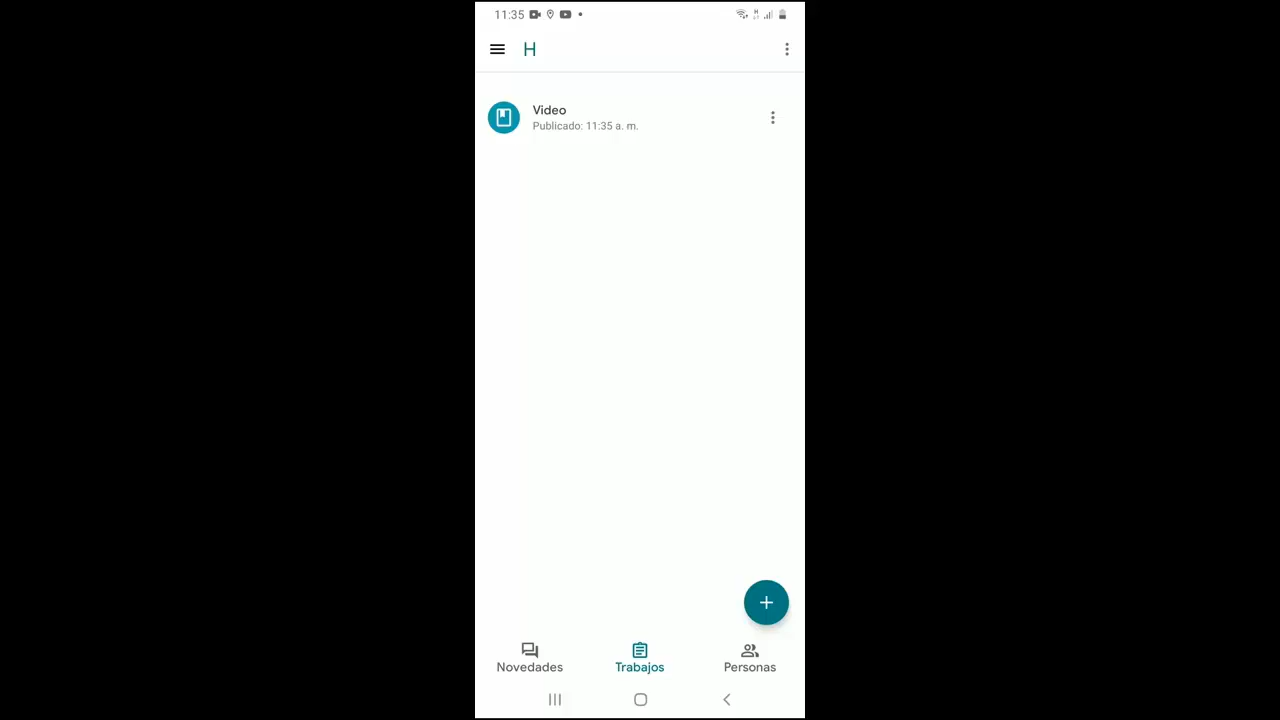 11:35
H
Video
Publicado: 11:35 a. m.
Novedades
Trabajos
Personas